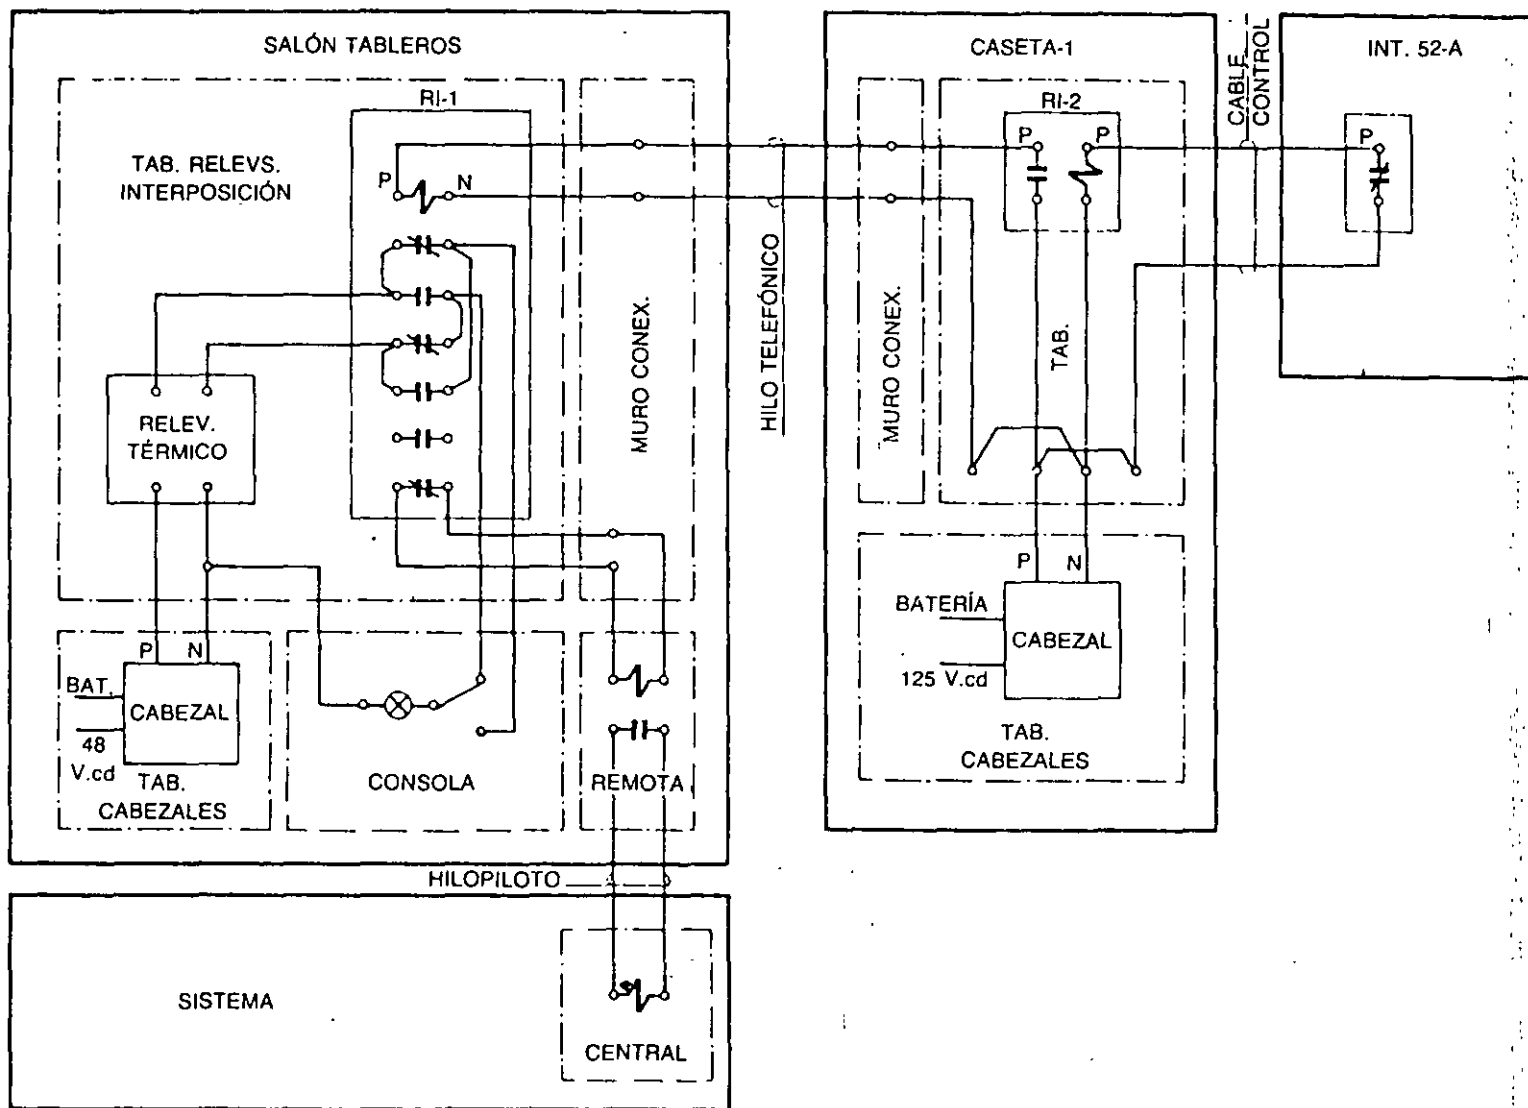 SALÓN TABLEROS
RI-1
TAB. RELEVS.
INTERPOSICIÓN
P
N
MURO CONEX.
RELEV.
TÉRMICO
P
N
BAT.
CABEZAL
48
V.cd
TAB.
CABEZALES
CONSOLA
REMOTA
HILO TELEFÓNICO
CASETA-1
RI-2
P
P
MURO CONEX.
TAB.
P
N
BATERÍA
CABEZAL
125 V.cd
TAB.
CABEZALES
CABLE
CONTROL
INT. 52-A
P
HILOPILOTO
SISTEMA
CENTRAL